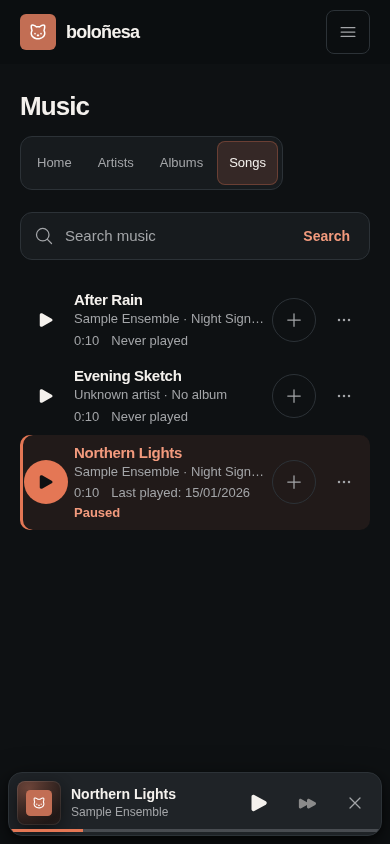 boloñesa
Music
Home Artists Albums Songs
Search music Search
After Rain
Sample Ensemble · Night Sign…
0:10 Never played
Evening Sketch
Unknown artist · No album
0:10 Never played
Northern Lights
Sample Ensemble · Night Sign…
0:10 Last played: 15/01/2026
Paused
Northern Lights
Sample Ensemble